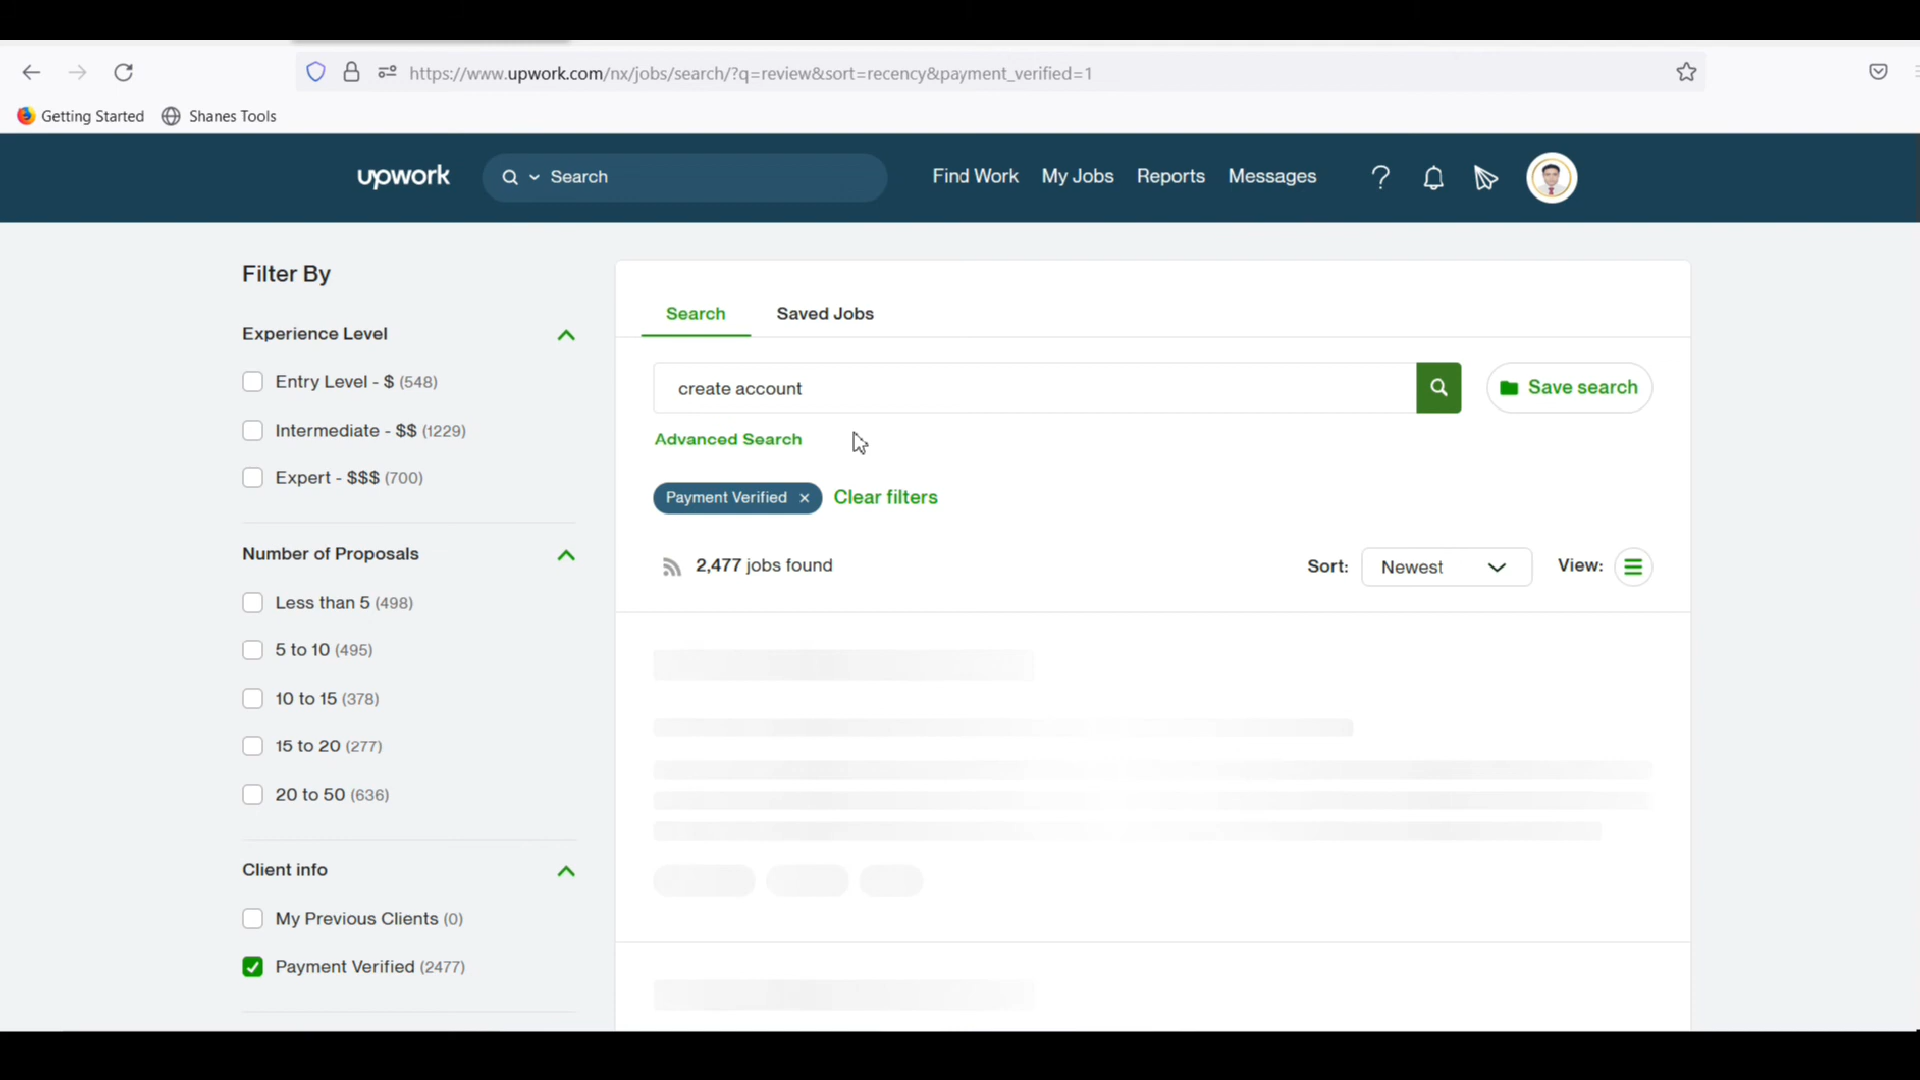 https://www.upwork.com/nx/jobs/search/?q=review&sort=recency&payment_verified=1
Getting Started Shanes Tools
upwork Search Find Work My Jobs Reports Messages
Filter By
Experience Level
Entry Level - $ (548)
Intermediate - $$ (1229)
Expert - $$$ (700)
Number of Proposals
Less than 5 (498)
5 to 10 (495)
10 to 15 (378)
15 to 20 (277)
20 to 50 (636)
Client info
My Previous Clients (0)
Payment Verified (2477)
Search Saved Jobs
create account Save search
Advanced Search
Payment Verified × Clear filters
2,477 jobs found Sort: Newest View: